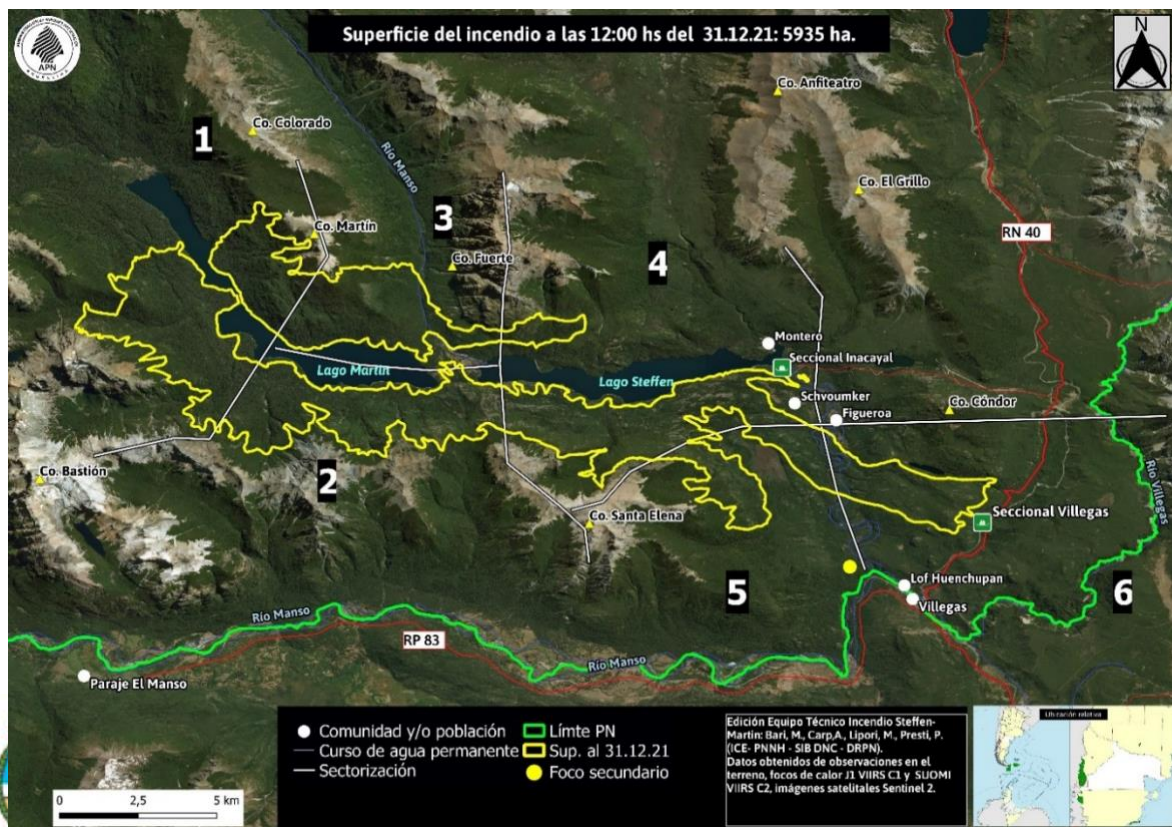 Superficie del incendio a las 12:00 hs del 31.12.21: 5935 ha.
APN
N
Co. Anfiteatro
Co. Colorado
1
Río Manso
Co. El Grillo
3
RN 40
Co. Martín
Co. Fuerte
4
Montero
Seccional Inacayal
Lago Martín
Lago Steffen
Schvoumker
Co. Cóndor
Figueroa
Co. Bastión
2
Río Villegas
Co. Santa Elena
Seccional Villegas
5
Lof Huenchupan
6
Villegas
Río Manso
RP 83
Río Manso
Paraje El Manso
Comunidad y/o población
Curso de agua permanente
Sectorización
Límte PN
Sup. al 31.12.21
Foco secundario
0 2,5 5 km
Edición Equipo Técnico Incendio Steffen-
Martín: Bari, M., Carp,A., Lipori, M., Presti, P.
(ICE- PNNH - SIB DNC - DRPN).
Datos obtenidos de observaciones en el
terreno, focos de calor J1 VIIRS C1 y SUOMI
VIIRS C2, imágenes satelitales Sentinel 2.
Ubicación relativa